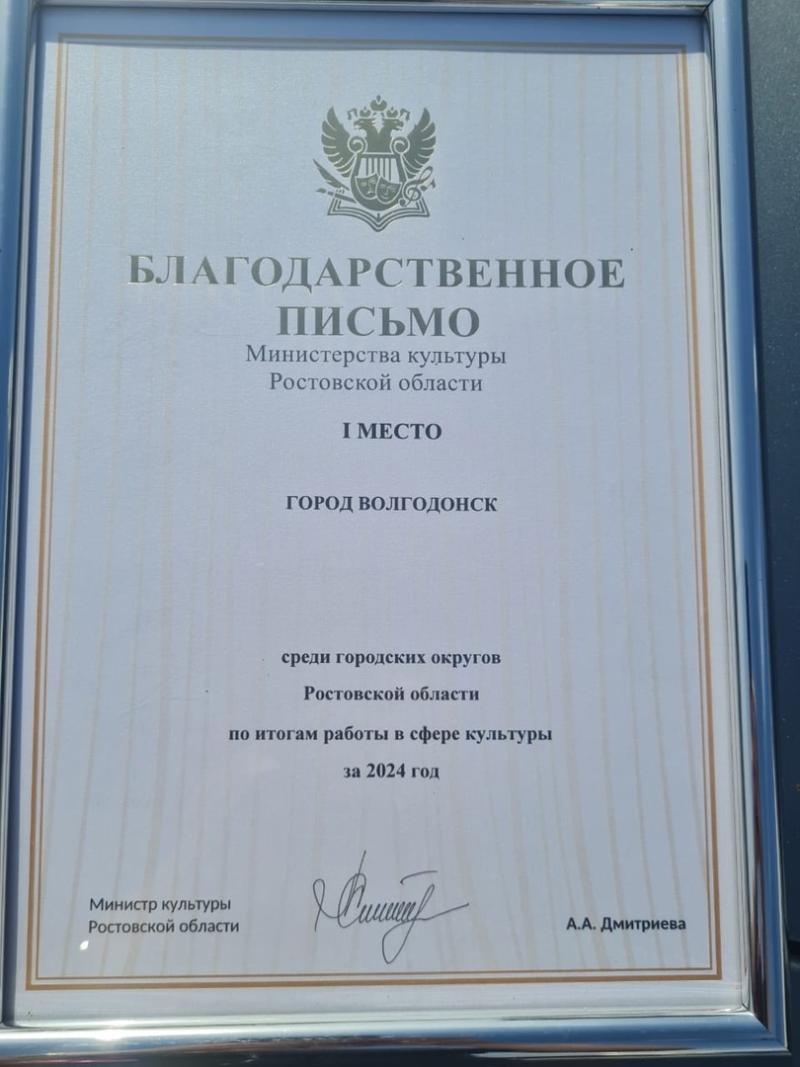 БЛАГОДАРСТВЕННОЕ
ПИСЬМО
Министерства культуры
Ростовской области
I МЕСТО
ГОРОД ВОЛГОДОНСК
среди городских округов
Ростовской области
по итогам работы в сфере культуры
за 2024 год
Министр культуры
Ростовской области
А.А. Дмитриева